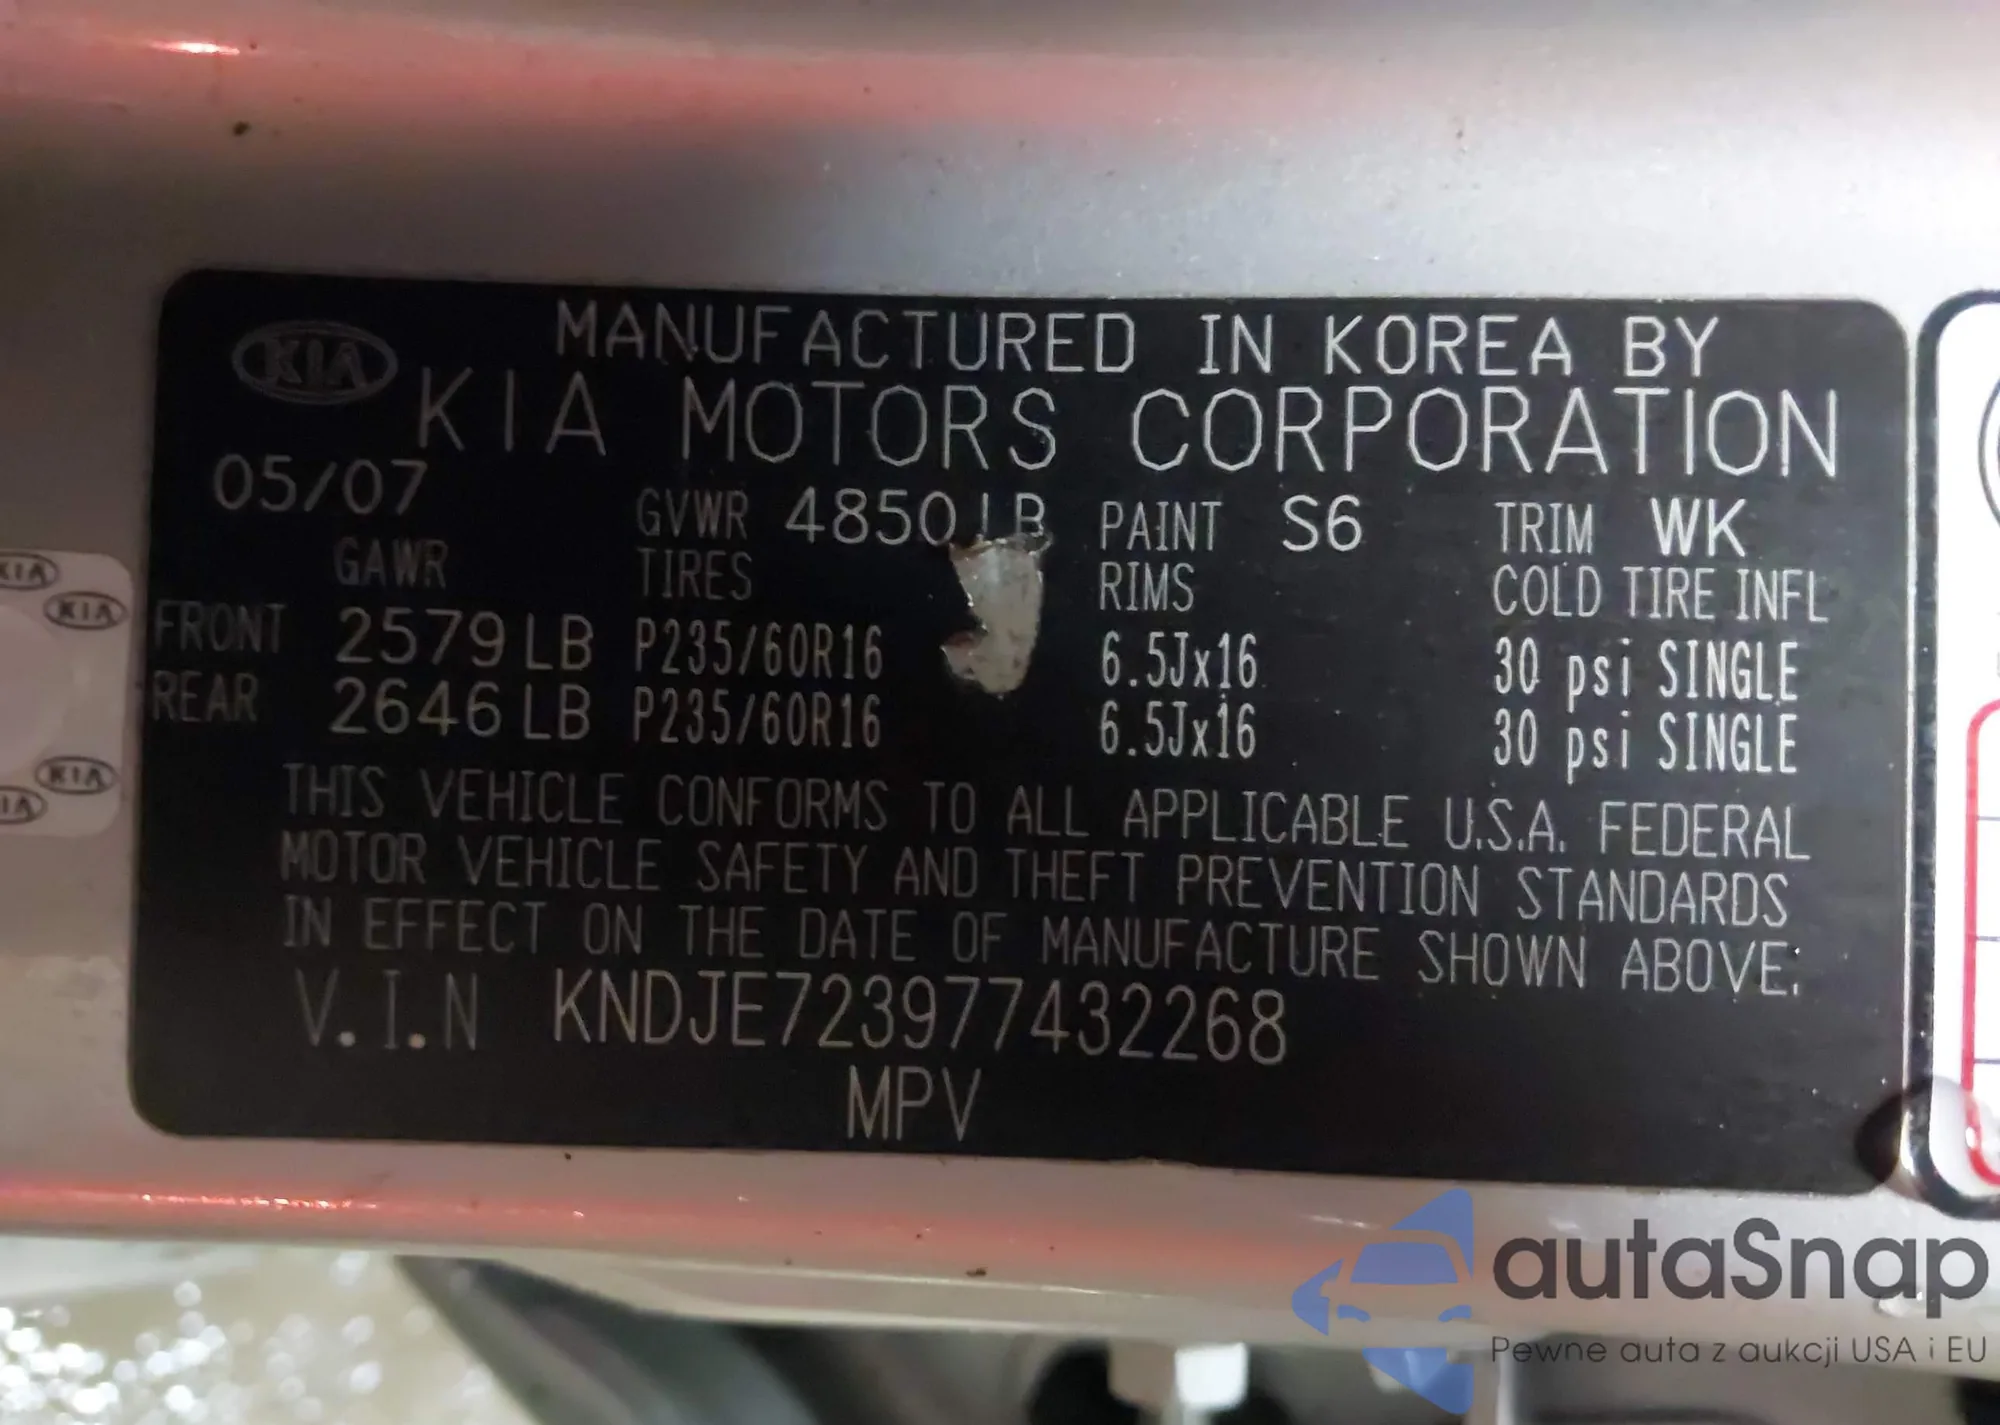 KIA MANUFACTURED IN KOREA BY
KIA MOTORS CORPORATION
05/07 GVWR 4850 LB PAINT S6 TRIM WK
GAWR TIRES RIMS COLD TIRE INFL
FRONT 2579 LB P235/60R16 6.5Jx16 30 psi SINGLE
REAR 2646 LB P235/60R16 6.5Jx16 30 psi SINGLE
THIS VEHICLE CONFORMS TO ALL APPLICABLE U.S.A. FEDERAL
MOTOR VEHICLE SAFETY AND THEFT PREVENTION STANDARDS
IN EFFECT ON THE DATE OF MANUFACTURE SHOWN ABOVE.
V.I.N KNDJE723977432268
MPV
KIA
KIA
KIA
autaSnap
Pewne auta z aukcji USA i EU